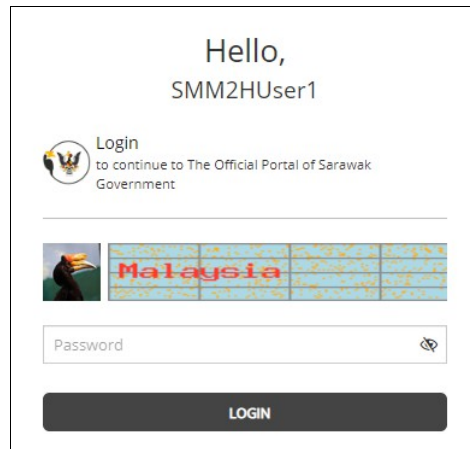 Hello,
SMM2HUser1
Login
to continue to The Official Portal of Sarawak
Government
Malaysia
Password
LOGIN